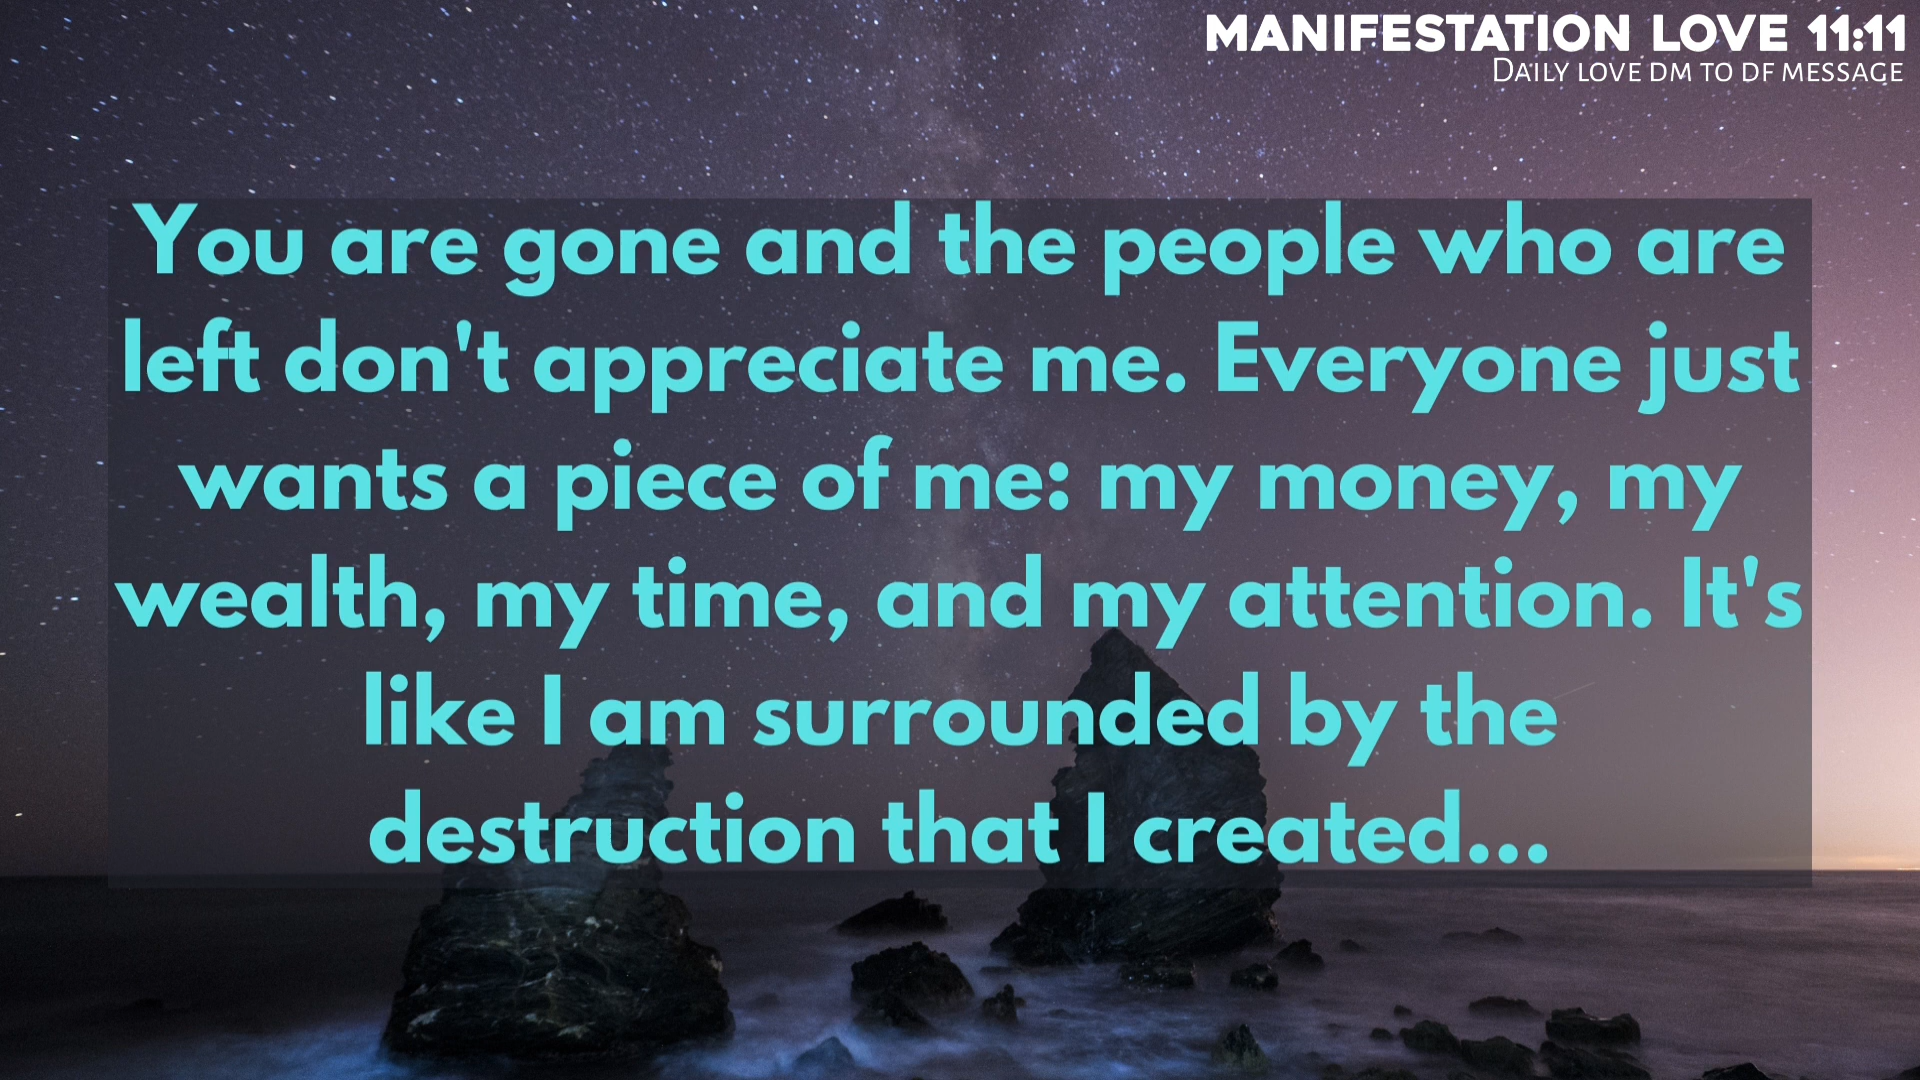 MANIFESTATION LOVE 11:11
DAILY LOVE DM TO DF MESSAGE
You are gone and the people who are
left don't appreciate me. Everyone just
wants a piece of me: my money, my
wealth, my time, and my attention. It's
like I am surrounded by the
destruction that I created...